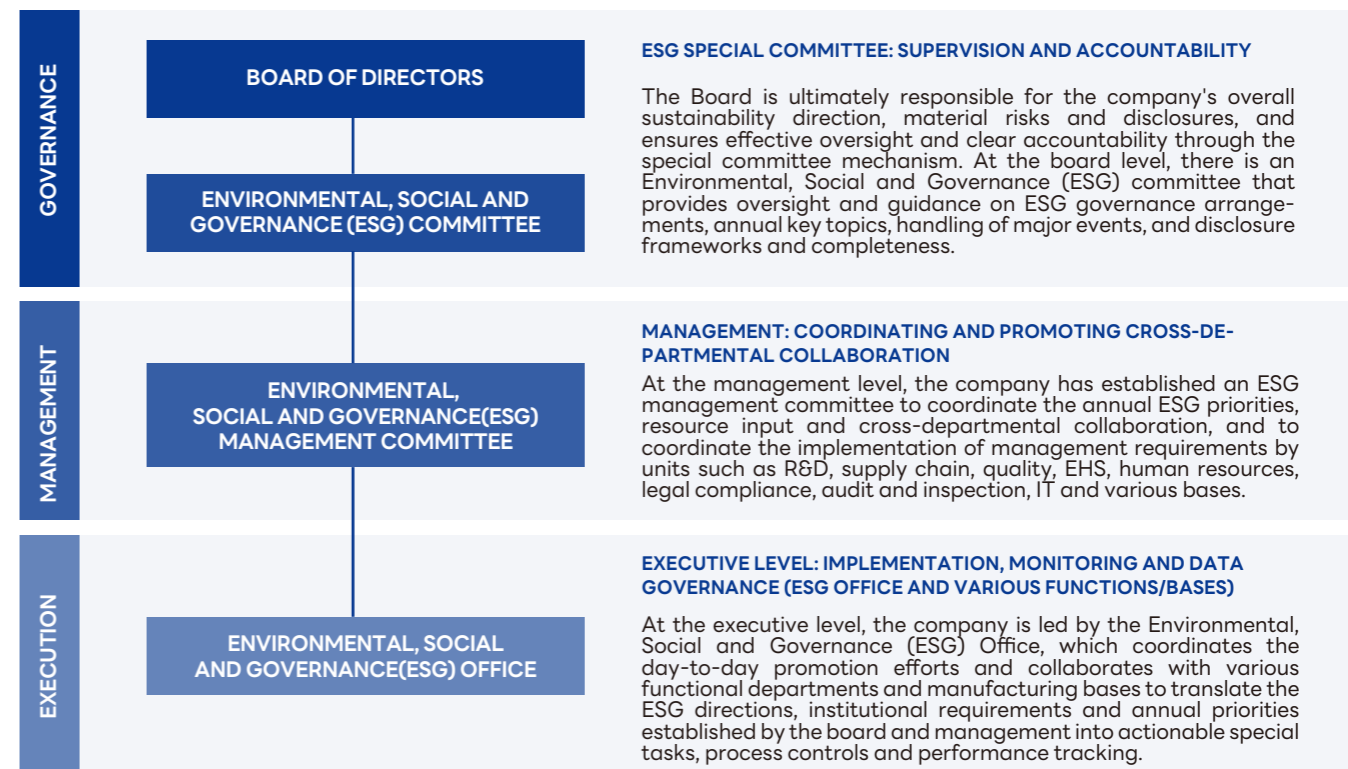 GOVERNANCE
BOARD OF DIRECTORS
ENVIRONMENTAL, SOCIAL AND
GOVERNANCE (ESG) COMMITTEE
ESG SPECIAL COMMITTEE: SUPERVISION AND ACCOUNTABILITY
The Board is ultimately responsible for the company's overall
sustainability direction, material risks and disclosures, and
ensures effective oversight and clear accountability through the
special committee mechanism. At the board level, there is an
Environmental, Social and Governance (ESG) committee that
provides oversight and guidance on ESG governance arrange-
ments, annual key topics, handling of major events, and disclosure
frameworks and completeness.
MANAGEMENT
ENVIRONMENTAL,
SOCIAL AND GOVERNANCE(ESG)
MANAGEMENT COMMITTEE
MANAGEMENT: COORDINATING AND PROMOTING CROSS-DE-
PARTMENTAL COLLABORATION
At the management level, the company has established an ESG
management committee to coordinate the annual ESG priorities,
resource input and cross-departmental collaboration, and to
coordinate the implementation of management requirements by
units such as R&D, supply chain, quality, EHS, human resources,
legal compliance, audit and inspection, IT and various bases.
EXECUTION
ENVIRONMENTAL, SOCIAL
AND GOVERNANCE(ESG) OFFICE
EXECUTIVE LEVEL: IMPLEMENTATION, MONITORING AND DATA
GOVERNANCE (ESG OFFICE AND VARIOUS FUNCTIONS/BASES)
At the executive level, the company is led by the Environmental,
Social and Governance (ESG) Office, which coordinates the
day-to-day promotion efforts and collaborates with various
functional departments and manufacturing bases to translate the
ESG directions, institutional requirements and annual priorities
established by the board and management into actionable special
tasks, process controls and performance tracking.